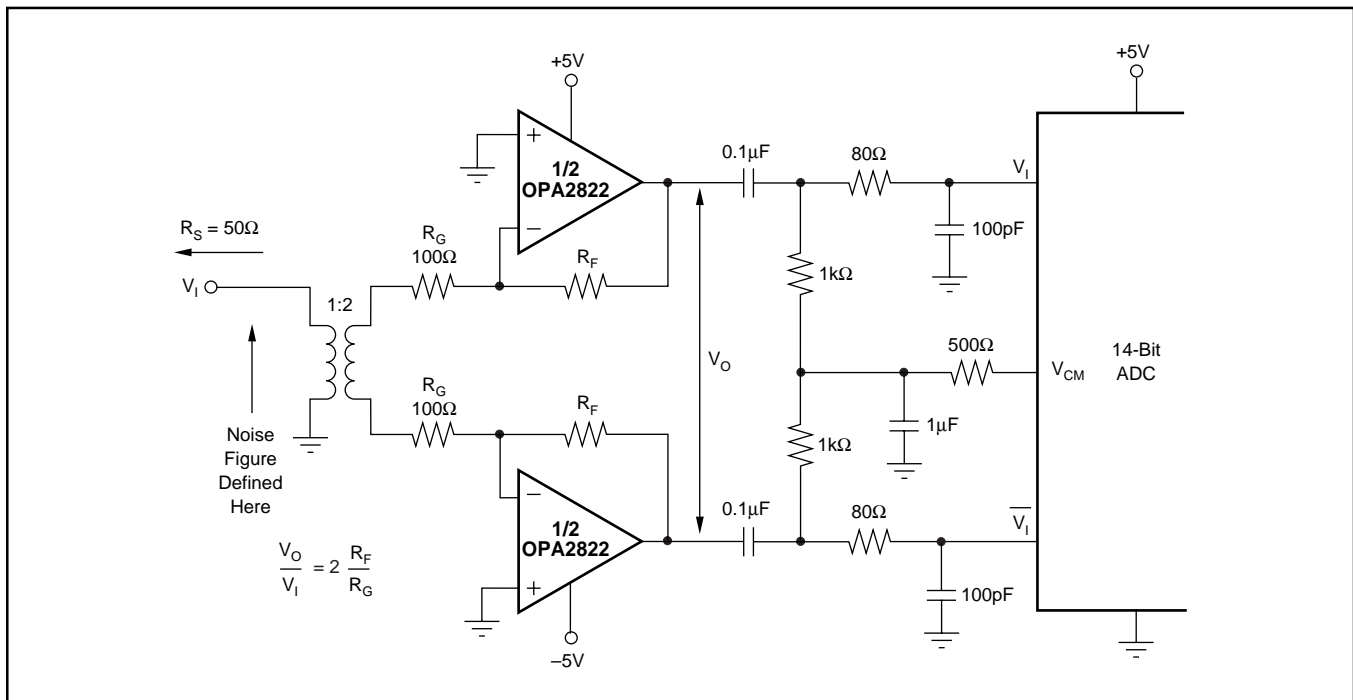 +5V
+5V
+
1/2
OPA2822
−
0.1µF
80Ω
V_I
R_S = 50Ω
R_G
100Ω
R_F
100pF
V_I
1:2
1kΩ
V_O
500Ω
V_CM
14-Bit
ADC
R_G
100Ω
R_F
1µF
1kΩ
Noise
Figure
Defined
Here
−
1/2
OPA2822
+
0.1µF
80Ω
V̅_I̅
V_O
V_I
= 2
R_F
R_G
100pF
–5V